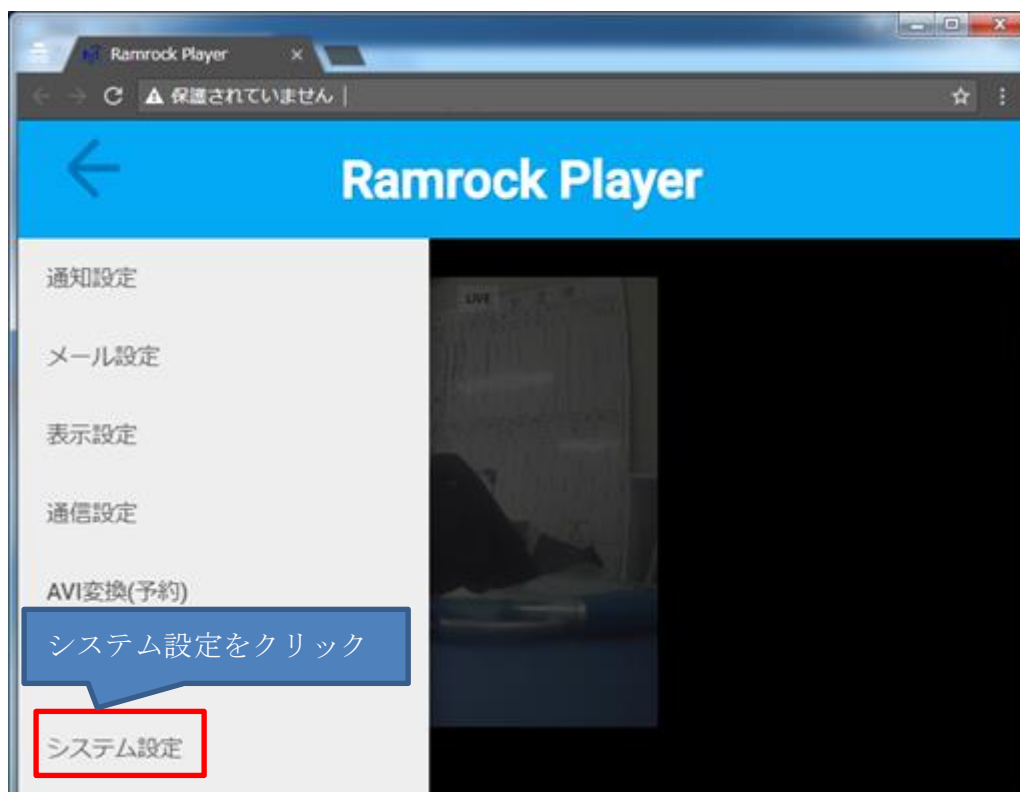 Ramrock Player
保護されていません
Ramrock Player
通知設定
LIVE
メール設定
表示設定
通信設定
AVI変換(予約)
システム設定をクリック
システム設定